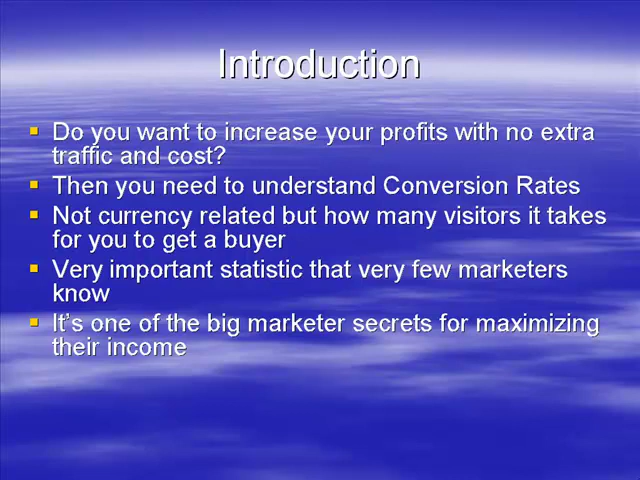 Introduction
Do you want to increase your profits with no extra
traffic and cost?
Then you need to understand Conversion Rates
Not currency related but how many visitors it takes
for you to get a buyer
Very important statistic that very few marketers
know
It's one of the big marketer secrets for maximizing
their income